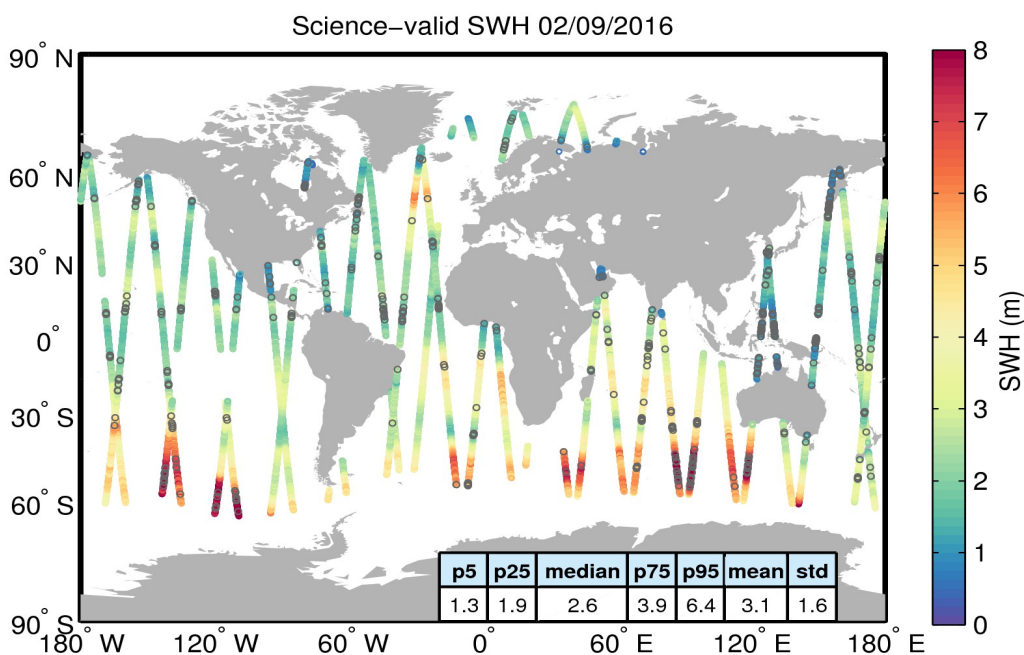 Science−valid SWH 02/09/2016
90° N
60° N
30° N
0°
30° S
60° S
90° S
180° W
120° W
60° W
0°
60° E
120° E
180° E
p5 p25 median p75 p95 mean std
1.3 1.9 2.6 3.9 6.4 3.1 1.6
8
7
6
5
4
3
2
1
0
SWH (m)